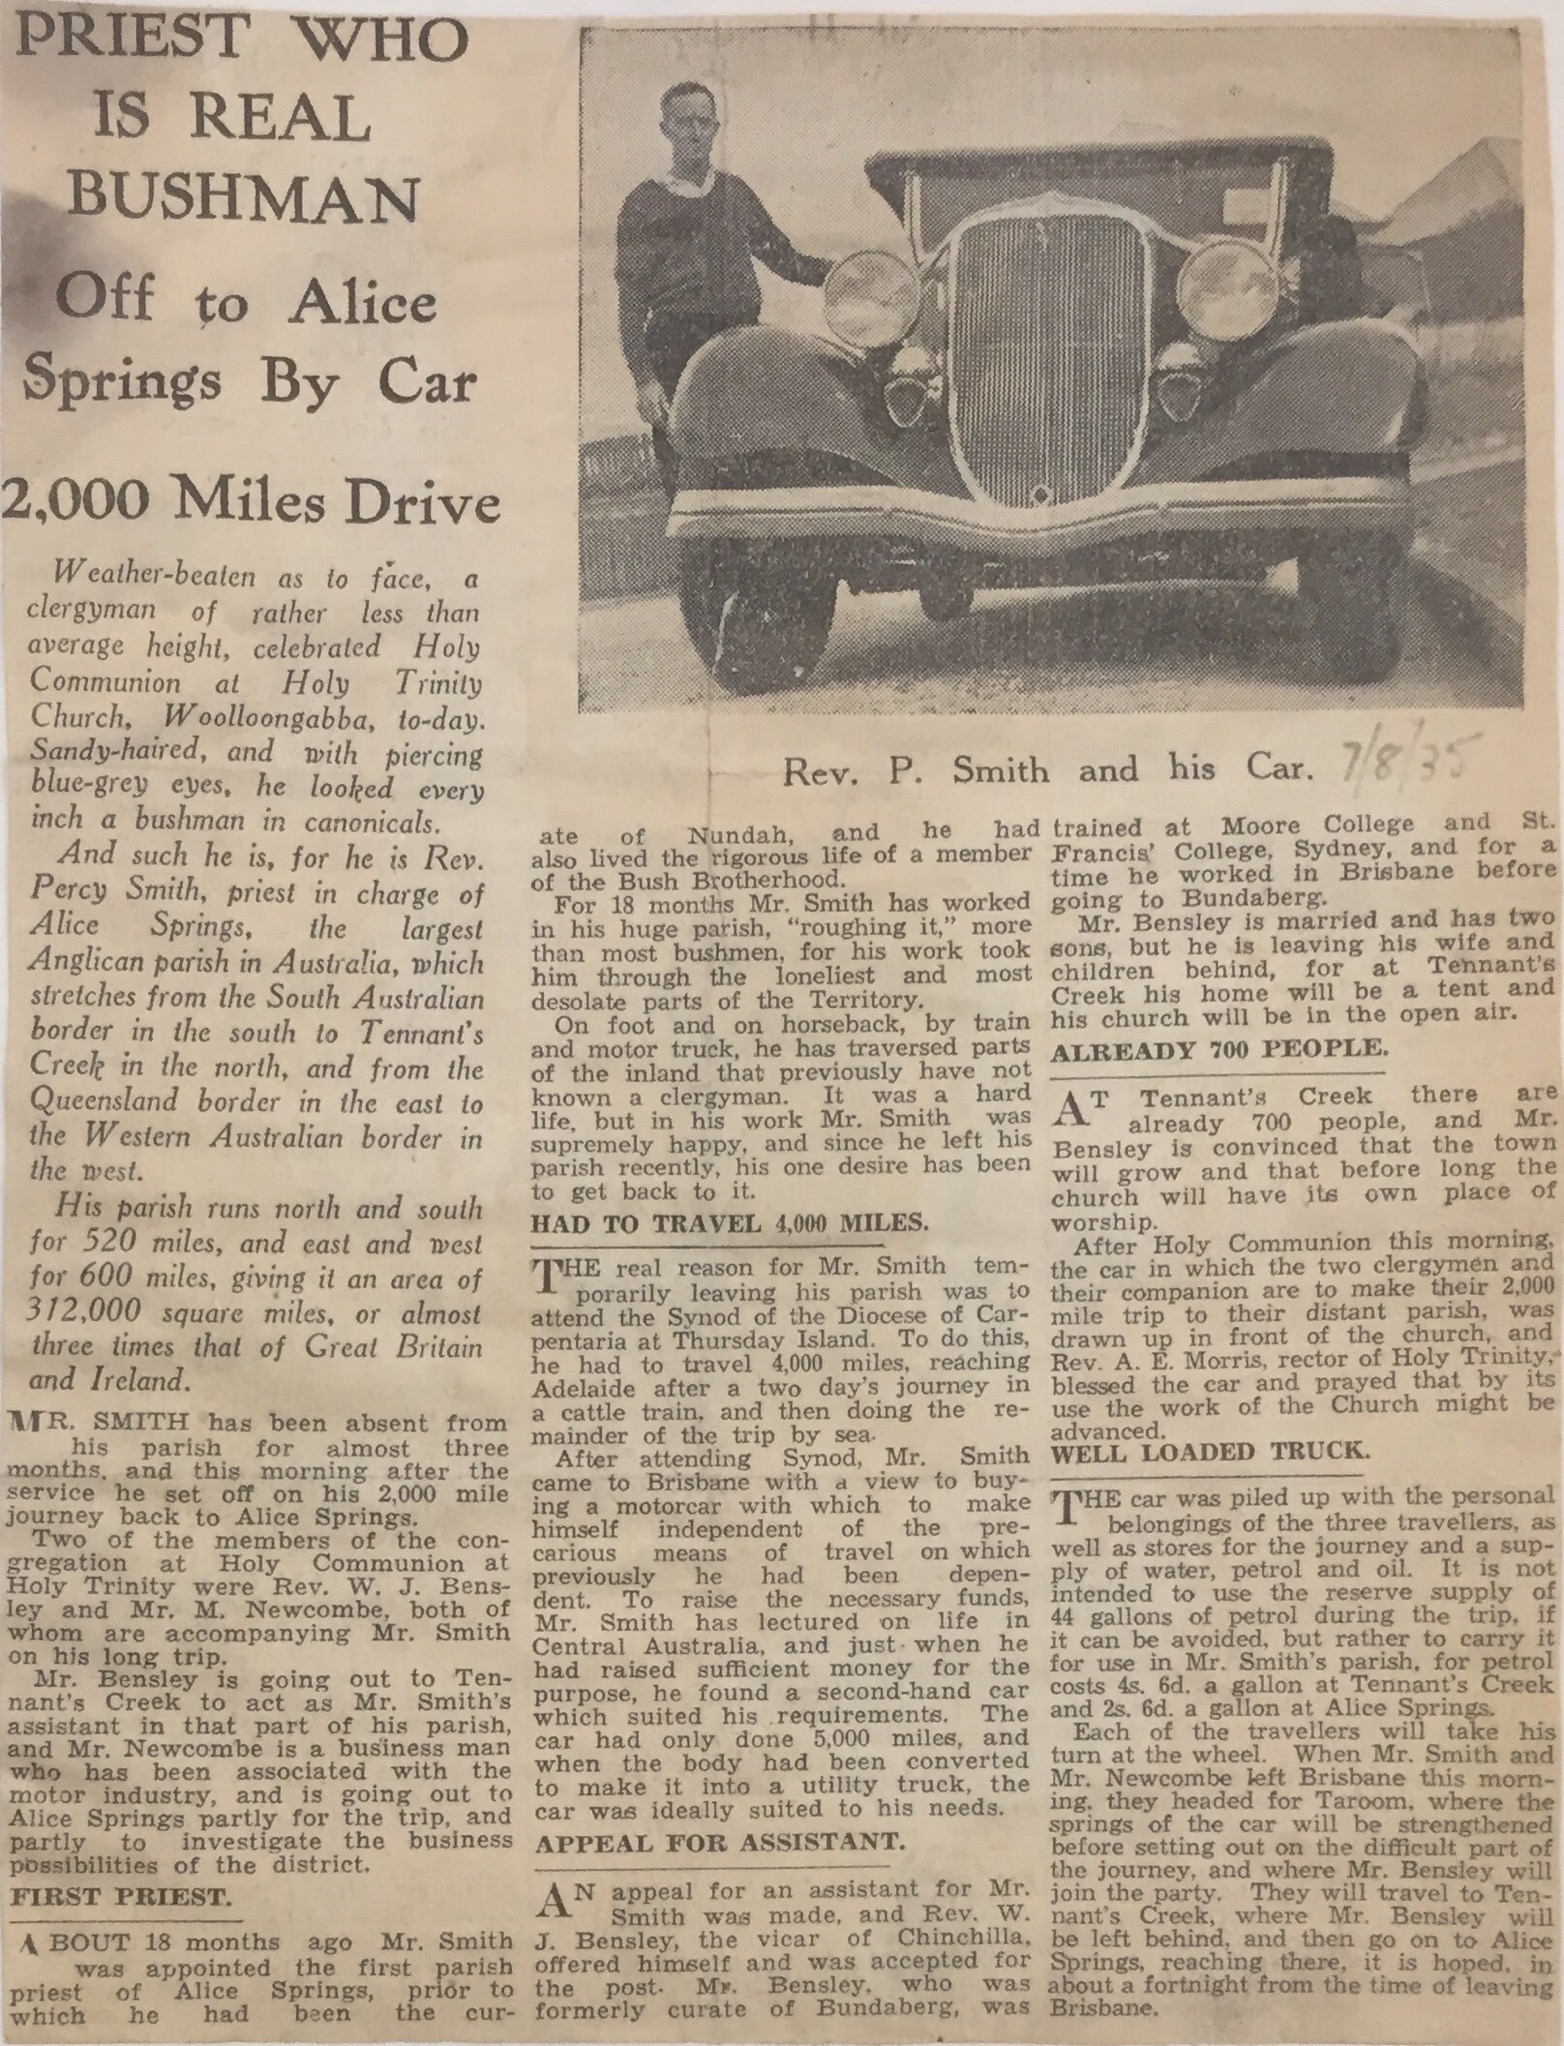 PRIEST WHO
IS REAL
BUSHMAN
Off to Alice
Springs By Car
2,000 Miles Drive
Weather-beaten as to face, a
clergyman of rather less than
average height, celebrated Holy
Communion at Holy Trinity
Church, Woolloongabba, to-day.
Sandy-haired, and with piercing
blue-grey eyes, he looked every
inch a bushman in canonicals.
And such he is, for he is Rev.
Percy Smith, priest in charge of
Alice Springs, the largest
Anglican parish in Australia, which
stretches from the South Australian
border in the south to Tennant's
Creek in the north, and from the
Queensland border in the east to
the Western Australian border in
the west.
His parish runs north and south
for 520 miles, and east and west
for 600 miles, giving it an area of
312,000 square miles, or almost
three times that of Great Britain
and Ireland.
MR. SMITH has been absent from
his parish for almost three
months, and this morning after the
service he set off on his 2,000 mile
journey back to Alice Springs.
Two of the members of the con-
gregation at Holy Communion at
Holy Trinity were Rev. W. J. Bens-
ley and Mr. M. Newcombe, both of
whom are accompanying Mr. Smith
on his long trip.
Mr. Bensley is going out to Ten-
nant's Creek to act as Mr. Smith's
assistant in that part of his parish,
and Mr. Newcombe is a business man
who has been associated with the
motor industry, and is going out to
Alice Springs partly for the trip, and
partly to investigate the business
possibilities of the district.
FIRST PRIEST.
ABOUT 18 months ago Mr. Smith
was appointed the first parish
priest of Alice Springs, prior to
which he had been the cur-
Rev. P. Smith and his Car. 7/8/35
ate of Nundah, and he had
also lived the rigorous life of a member
of the Bush Brotherhood.
For 18 months Mr. Smith has worked
in his huge parish, "roughing it," more
than most bushmen, for his work took
him through the loneliest and most
desolate parts of the Territory.
On foot and on horseback, by train
and motor truck, he has traversed parts
of the inland that previously have not
known a clergyman. It was a hard
life, but in his work Mr. Smith was
supremely happy, and since he left his
parish recently, his one desire has been
to get back to it.
HAD TO TRAVEL 4,000 MILES.
THE real reason for Mr. Smith tem-
porarily leaving his parish was to
attend the Synod of the Diocese of Car-
pentaria at Thursday Island. To do this,
he had to travel 4,000 miles, reaching
Adelaide after a two day's journey in
a cattle train, and then doing the re-
mainder of the trip by sea.
After attending Synod, Mr. Smith
came to Brisbane with a view to buy-
ing a motorcar with which to make
himself independent of the pre-
carious means of travel on which
previously he had been depen-
dent. To raise the necessary funds,
Mr. Smith has lectured on life in
Central Australia, and just when he
had raised sufficient money for the
purpose, he found a second-hand car
which suited his requirements. The
car had only done 5,000 miles, and
when the body had been converted
to make it into a utility truck, the
car was ideally suited to his needs.
APPEAL FOR ASSISTANT.
AN appeal for an assistant for Mr.
Smith was made, and Rev. W.
J. Bensley, the vicar of Chinchilla,
offered himself and was accepted for
the post. Mr. Bensley, who was
formerly curate of Bundaberg, was
trained at Moore College and St.
Francis' College, Sydney, and for a
time he worked in Brisbane before
going to Bundaberg.
Mr. Bensley is married and has two
sons, but he is leaving his wife and
children behind, for at Tennant's
Creek his home will be a tent and
his church will be in the open air.
ALREADY 700 PEOPLE.
AT Tennant's Creek there are
already 700 people, and Mr.
Bensley is convinced that the town
will grow and that before long the
church will have its own place of
worship.
After Holy Communion this morning,
the car in which the two clergymen and
their companion are to make their 2,000
mile trip to their distant parish, was
drawn up in front of the church, and
Rev. A. E. Morris, rector of Holy Trinity,
blessed the car and prayed that by its
use the work of the Church might be
advanced.
WELL LOADED TRUCK.
THE car was piled up with the personal
belongings of the three travellers, as
well as stores for the journey and a sup-
ply of water, petrol and oil. It is not
intended to use the reserve supply of
44 gallons of petrol during the trip, if
it can be avoided, but rather to carry it
for use in Mr. Smith's parish, for petrol
costs 4s. 6d. a gallon at Tennant's Creek
and 2s. 6d. a gallon at Alice Springs.
Each of the travellers will take his
turn at the wheel. When Mr. Smith and
Mr. Newcombe left Brisbane this morn-
ing, they headed for Taroom, where the
springs of the car will be strengthened
before setting out on the difficult part of
the journey, and where Mr. Bensley will
join the party. They will travel to Ten-
nant's Creek, where Mr. Bensley will
be left behind, and then go on to Alice
Springs, reaching there, it is hoped, in
about a fortnight from the time of leaving
Brisbane.